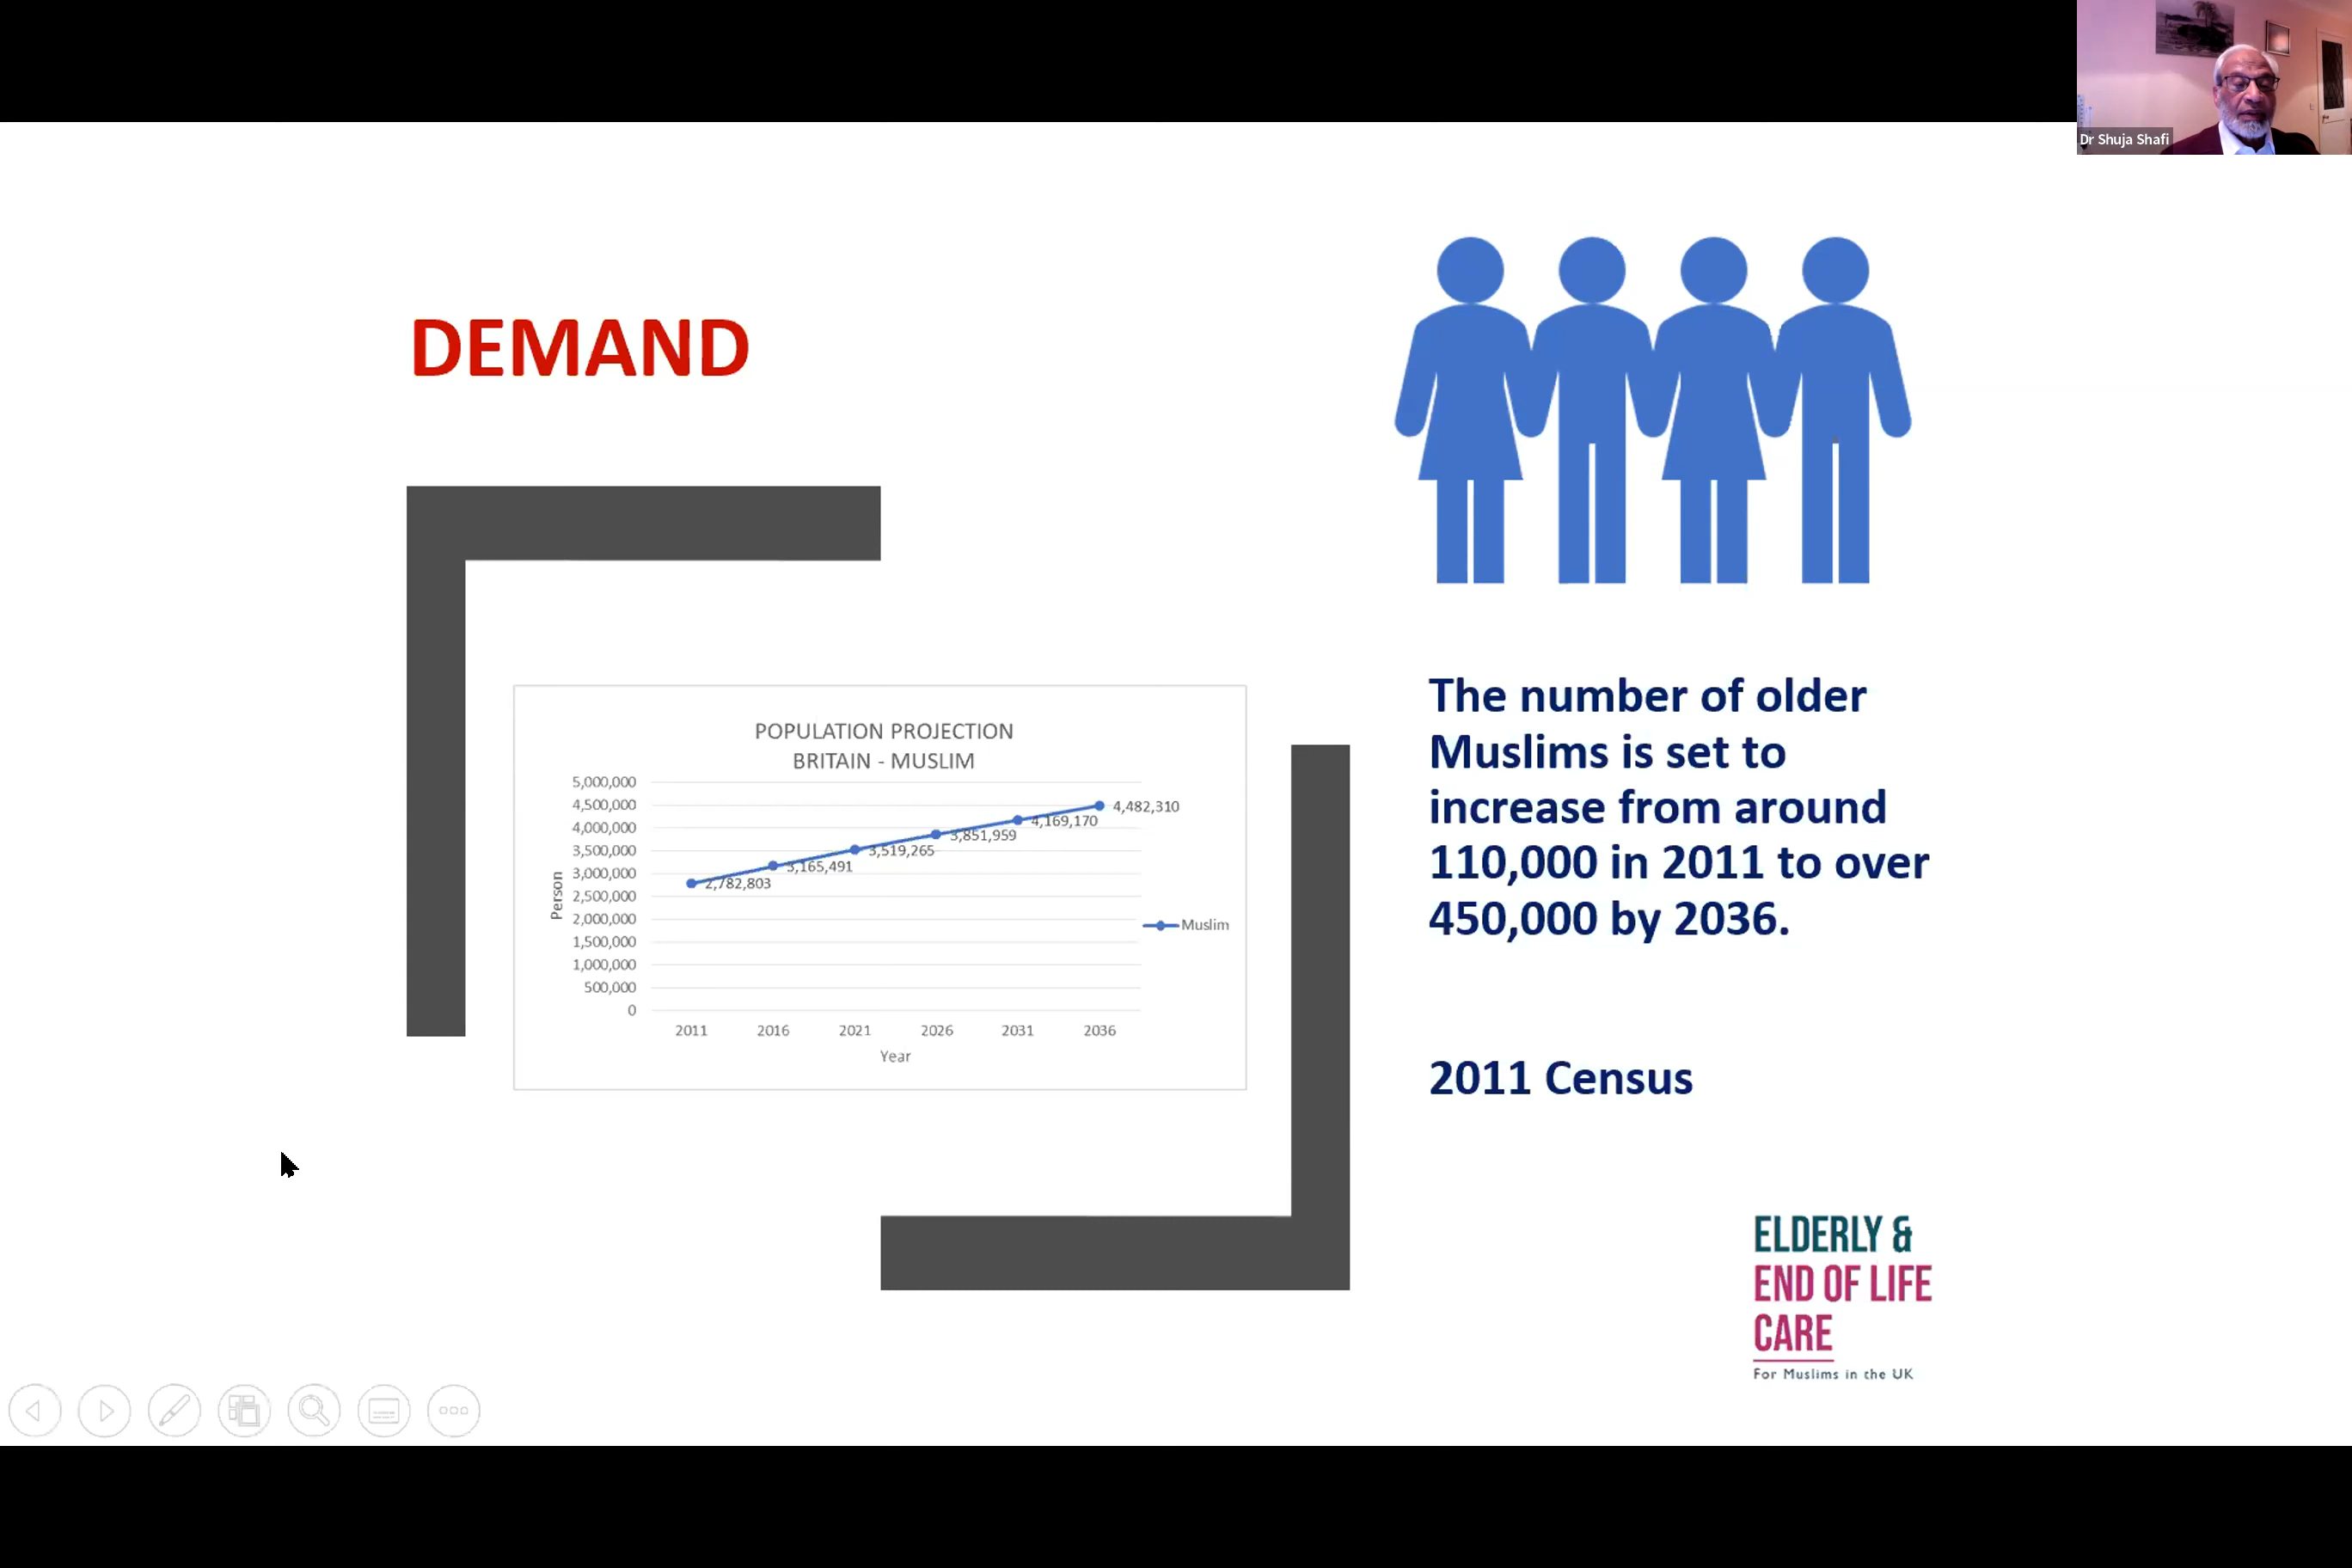 Dr Shuja Shafi
DEMAND
POPULATION PROJECTION
BRITAIN - MUSLIM
5,000,000
4,500,000
4,000,000
3,500,000
3,000,000
2,500,000
2,000,000
1,500,000
1,000,000
500,000
0
Person
2,782,803
3,165,491
3,519,265
3,851,959
4,169,170
4,482,310
Muslim
2011 2016 2021 2026 2031 2036
Year
The number of older
Muslims is set to
increase from around
110,000 in 2011 to over
450,000 by 2036.
2011 Census
ELDERLY &
END OF LIFE
CARE
For Muslims in the UK